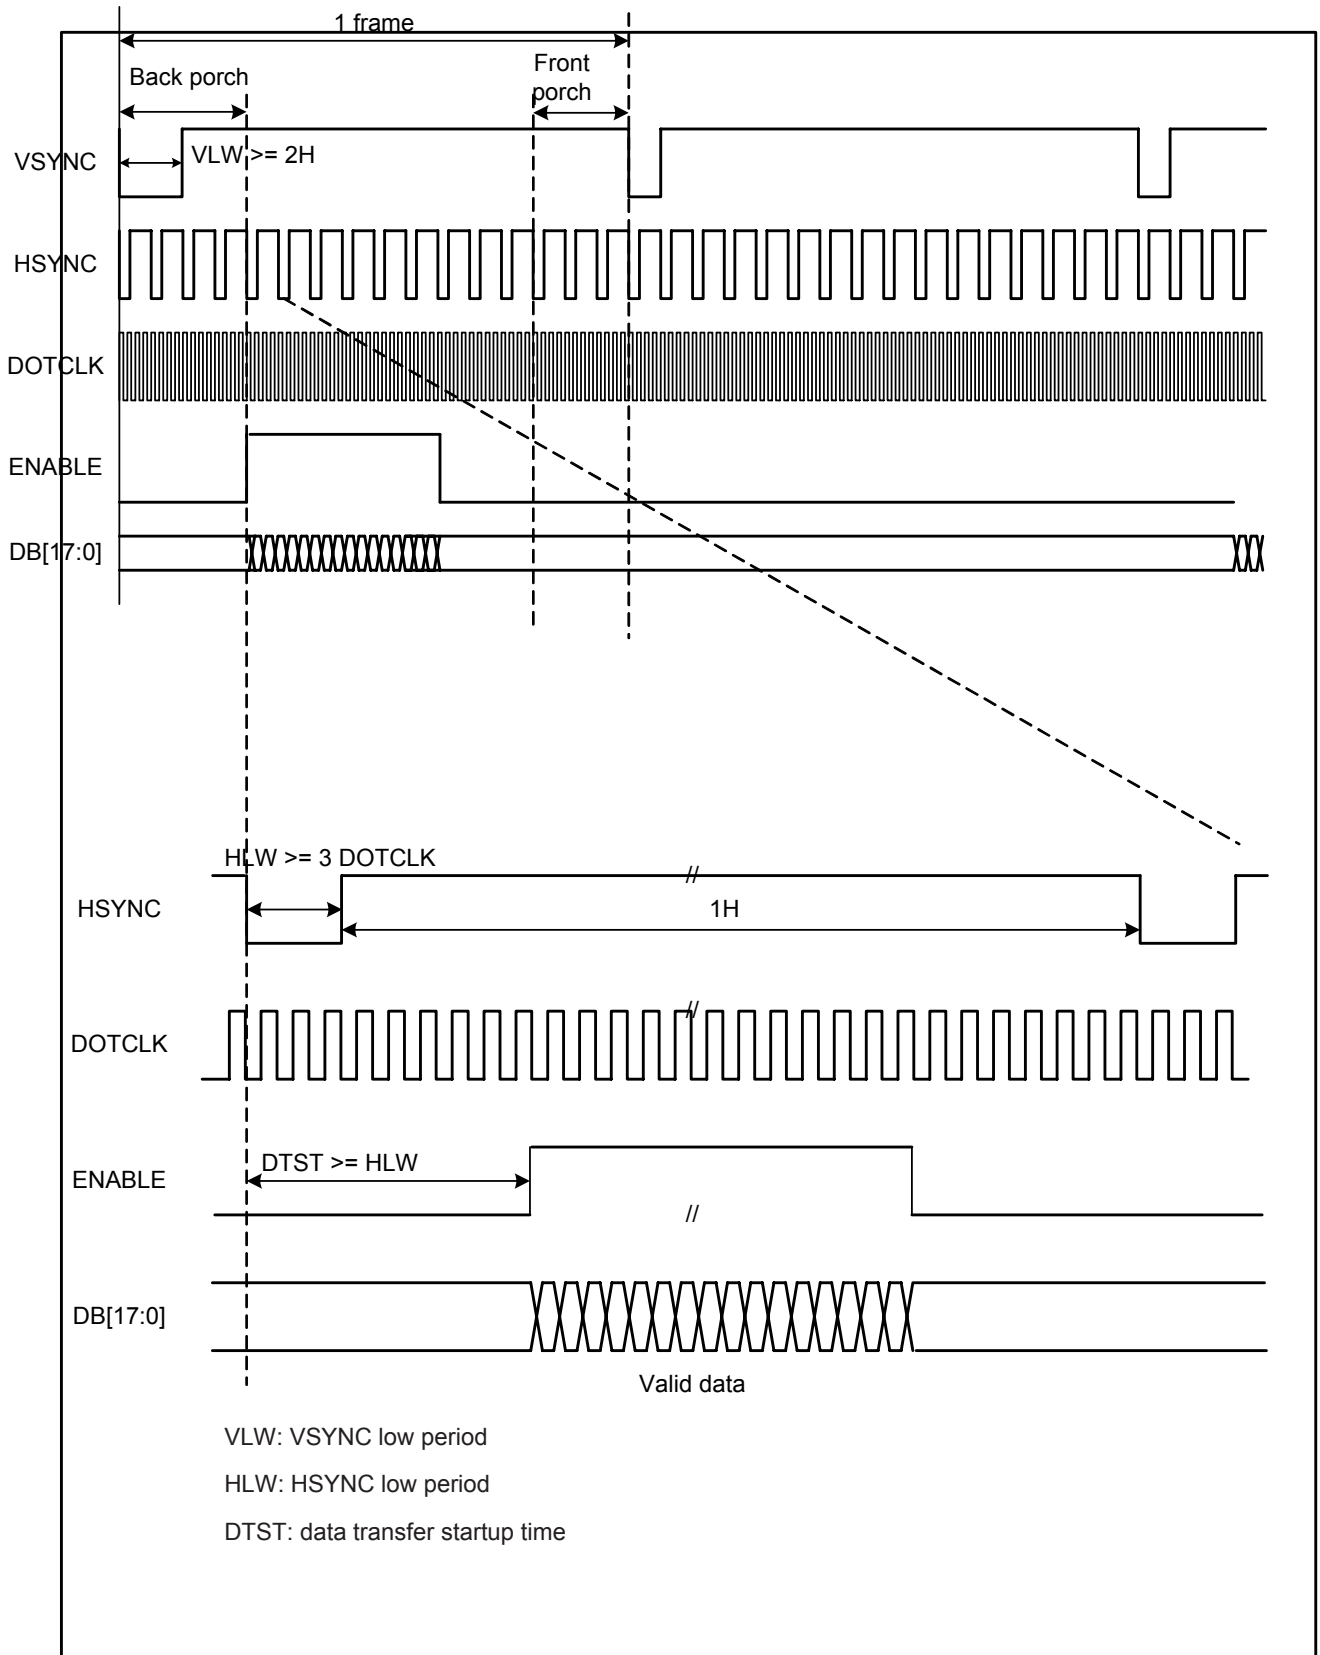 1 frame
Back porch
Front
porch
VSYNC
VLW >= 2H
HSYNC
DOTCLK
ENABLE
DB[17:0]
HLW >= 3 DOTCLK
//
HSYNC
1H
//
DOTCLK
DTST >= HLW
ENABLE
//
DB[17:0]
Valid data
VLW: VSYNC low period
HLW: HSYNC low period
DTST: data transfer startup time